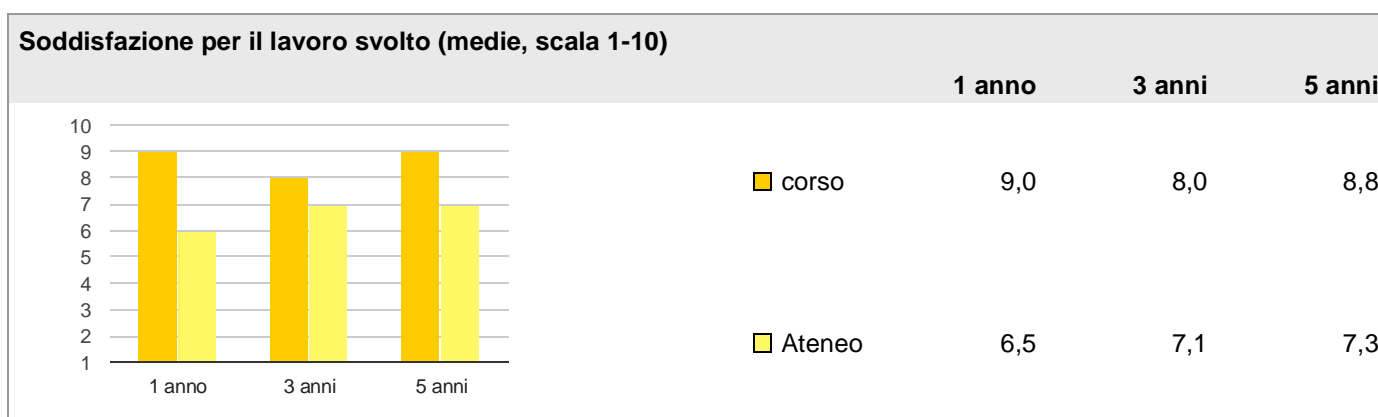 Soddisfazione per il lavoro svolto (medie, scala 1-10)
1 anno 3 anni 5 anni
10
9
8
7
6
5
4
3
2
1
1 anno 3 anni 5 anni
corso 9,0 8,0 8,8
Ateneo 6,5 7,1 7,3